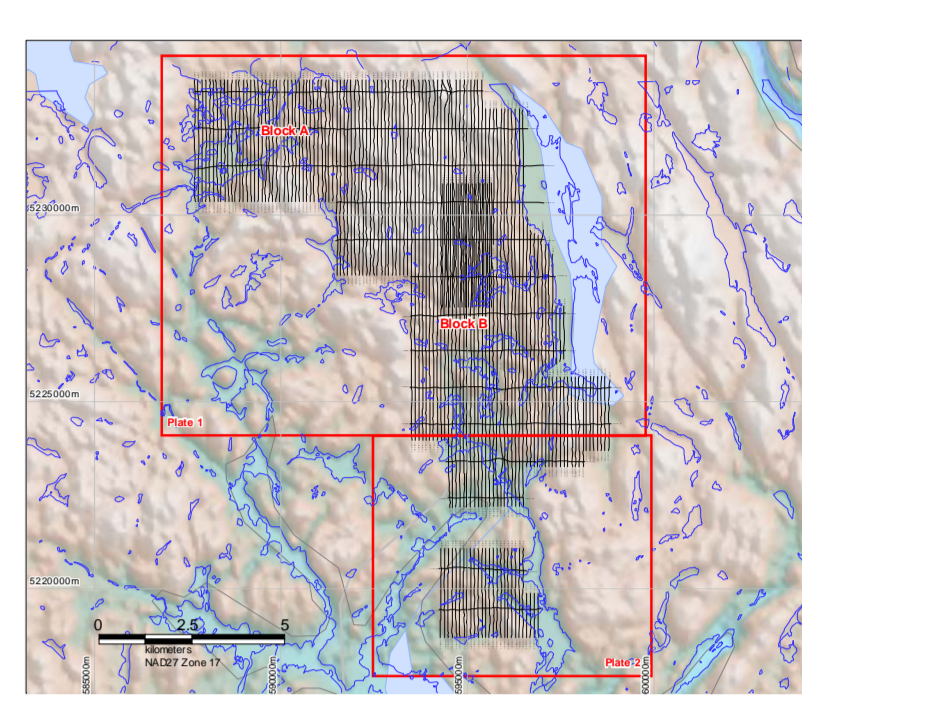 Block A
5230000m
Block B
5225000m
Plate 1
5220000m
0 2.5 5
kilometers
NAD27 Zone 17
Plate 2
585000m
590000m
595000m
600000m